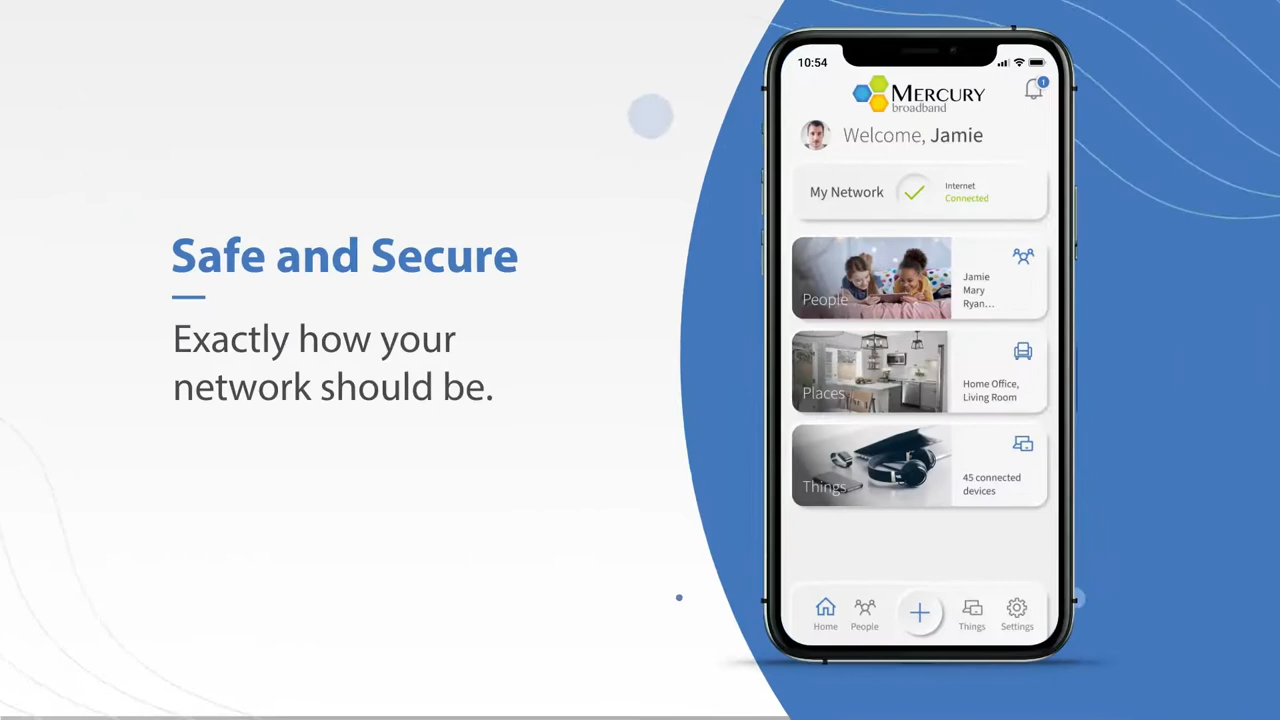 Safe and Secure
Exactly how your
network should be.
10:54
MERCURY
broadband
1
Welcome, Jamie
My Network
Internet
Connected
People
Jamie
Mary
Ryan...
Places
Home Office,
Living Room
Things
45 connected
devices
Home
People
Things
Settings